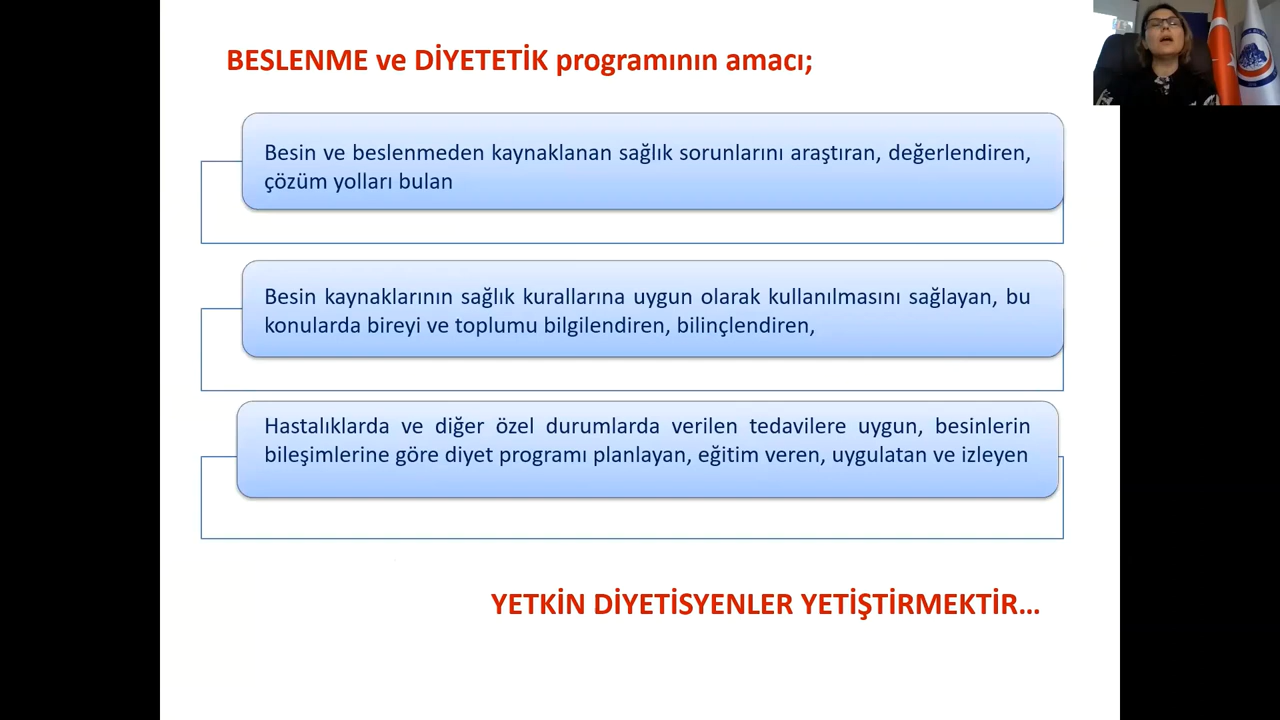 BESLENME ve DİYETETİK programının amacı;
Besin ve beslenmeden kaynaklanan sağlık sorunlarını araştıran, değerlendiren,
çözüm yolları bulan
Besin kaynaklarının sağlık kurallarına uygun olarak kullanılmasını sağlayan, bu
konularda bireyi ve toplumu bilgilendiren, bilinçlendiren,
Hastalıklarda ve diğer özel durumlarda verilen tedavilere uygun, besinlerin
bileşimlerine göre diyet programı planlayan, eğitim veren, uygulatan ve izleyen
YETKİN DİYETİSYENLER YETİŞTİRMEKTİR...